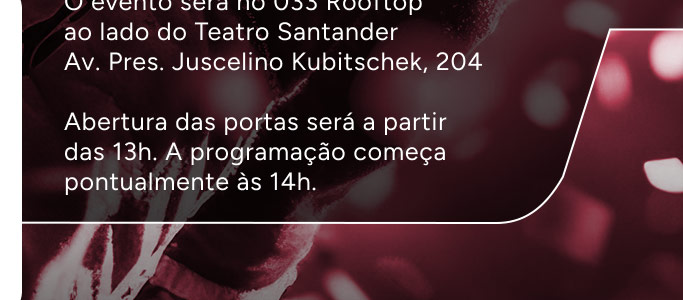 O evento será no 033 Rooftop
ao lado do Teatro Santander
Av. Pres. Juscelino Kubitschek, 204
Abertura das portas será a partir
das 13h. A programação começa
pontualmente às 14h.